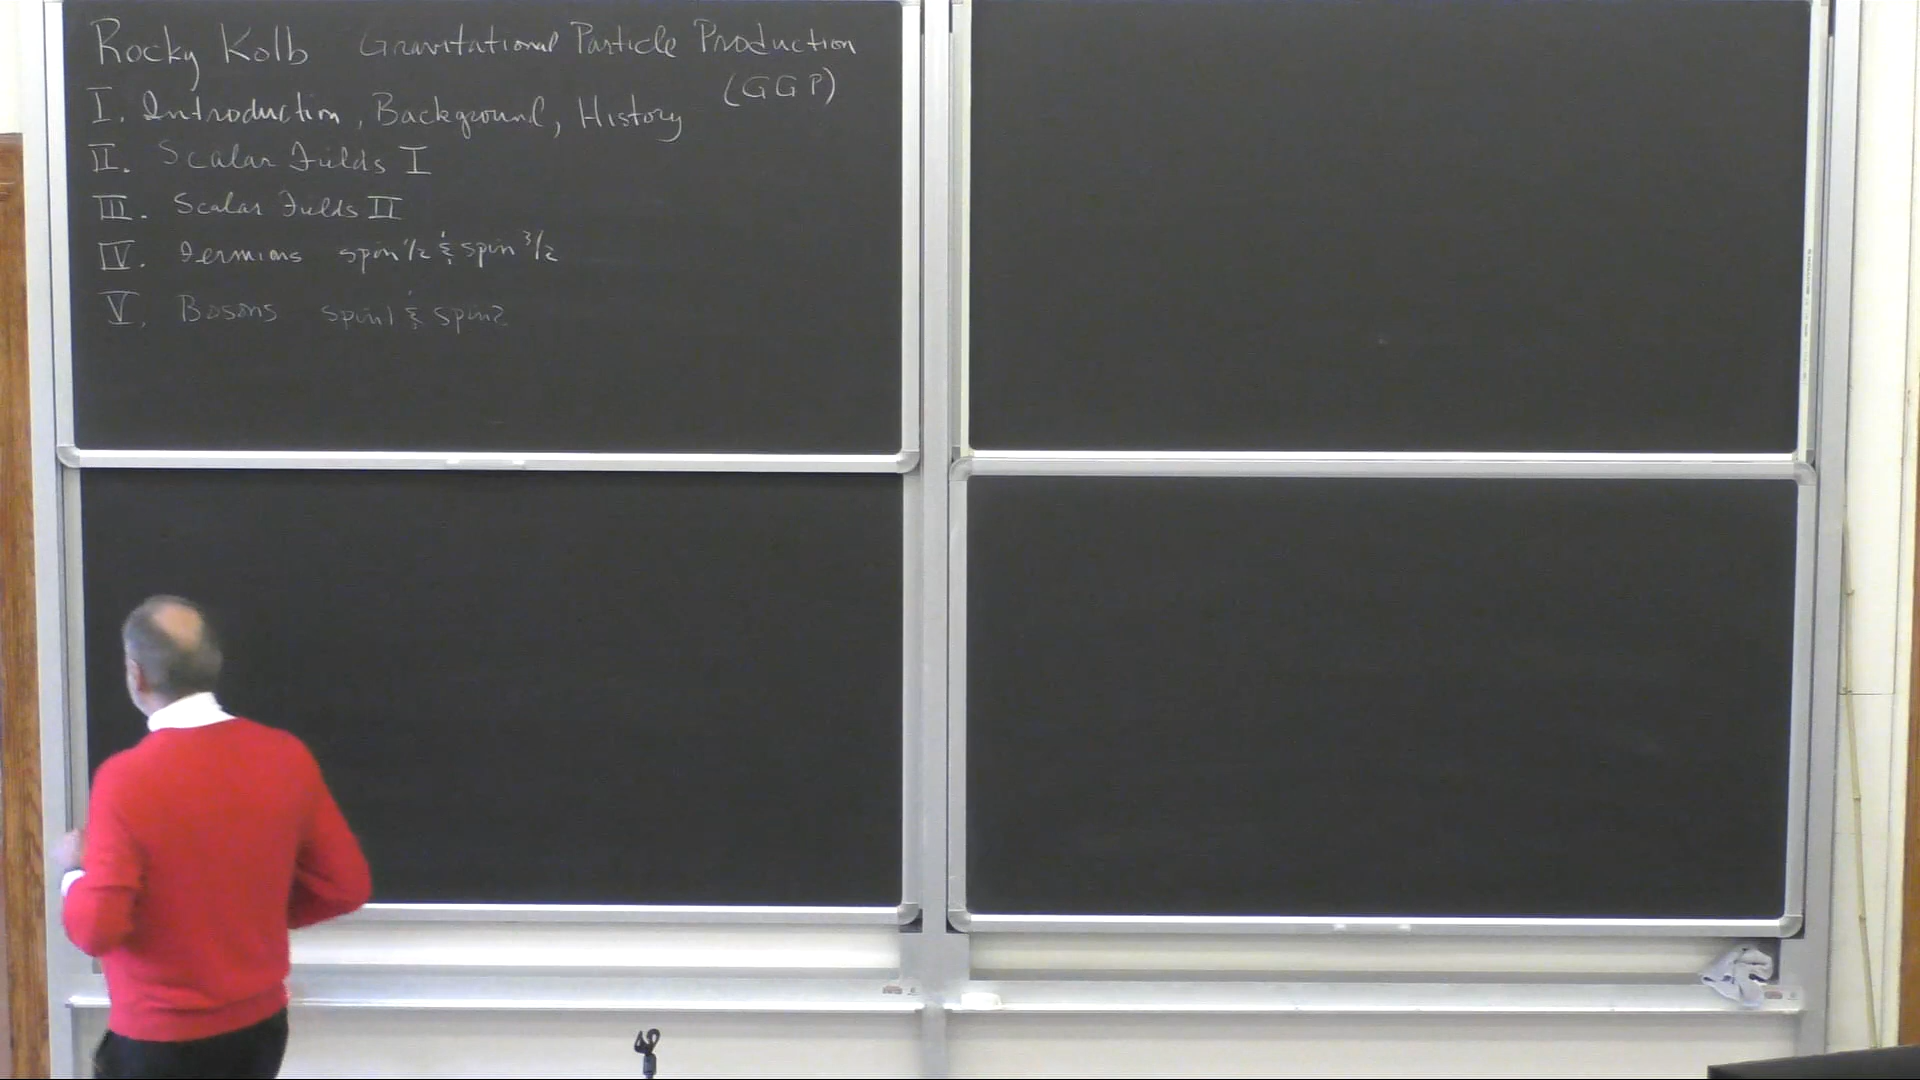 Rocky Kolb Gravitational Particle Production
(GGP)
I. Introduction, Background, History
II. Scalar Fields I
III. Scalar Fields II
IV. Fermions spin 1/2 & spin 3/2
V. Bosons spin 1 & spin 2